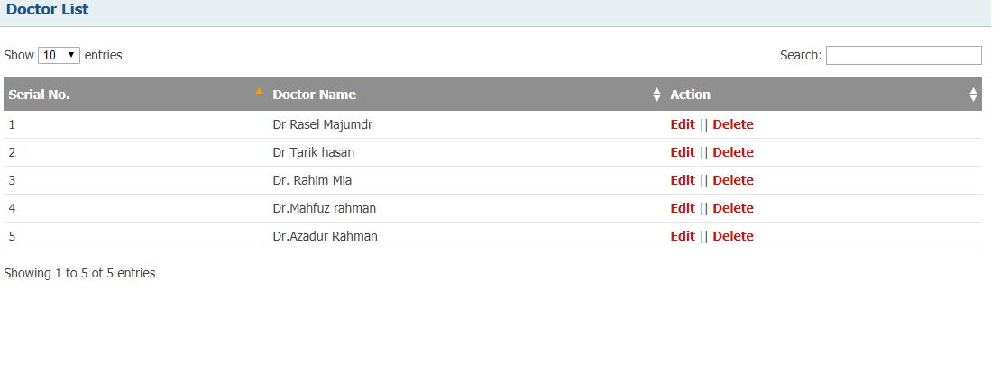 Doctor List
Show 10 entries Search:
Serial No. Doctor Name Action
1 Dr Rasel Majumdr Edit || Delete
2 Dr Tarik hasan Edit || Delete
3 Dr. Rahim Mia Edit || Delete
4 Dr.Mahfuz rahman Edit || Delete
5 Dr.Azadur Rahman Edit || Delete
Showing 1 to 5 of 5 entries